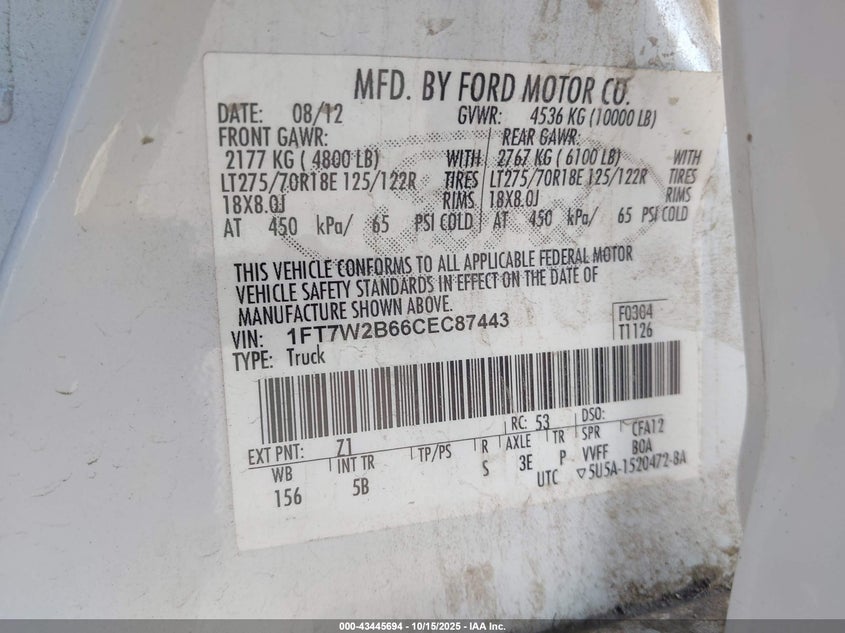 MFD. BY FORD MOTOR CO.
DATE: 08/12 GVWR: 4536 KG (10000 LB)
FRONT GAWR: REAR GAWR:
2177 KG ( 4800 LB) WITH 2767 KG ( 6100 LB) WITH
LT275/70R18E 125/122R TIRES LT275/70R18E 125/122R TIRES
18X8.0J RIMS 18X8.0J RIMS
AT 450 kPa/ 65 PSI COLD AT 450 kPa/ 65 PSI COLD
THIS VEHICLE CONFORMS TO ALL APPLICABLE FEDERAL MOTOR
VEHICLE SAFETY STANDARDS IN EFFECT ON THE DATE OF
MANUFACTURE SHOWN ABOVE.
VIN: 1FT7W2B66CEC87443 F0304
TYPE: Truck T1126
EXT PNT: Z1 RC: 53 DSO:
WB INT TR TP/PS R AXLE TR SPR CFA12
156 5B S 3E P VVFF BOA
UTC ▽5U5A-1520472-BA
000-43445694 - 10/15/2025 - IAA Inc.